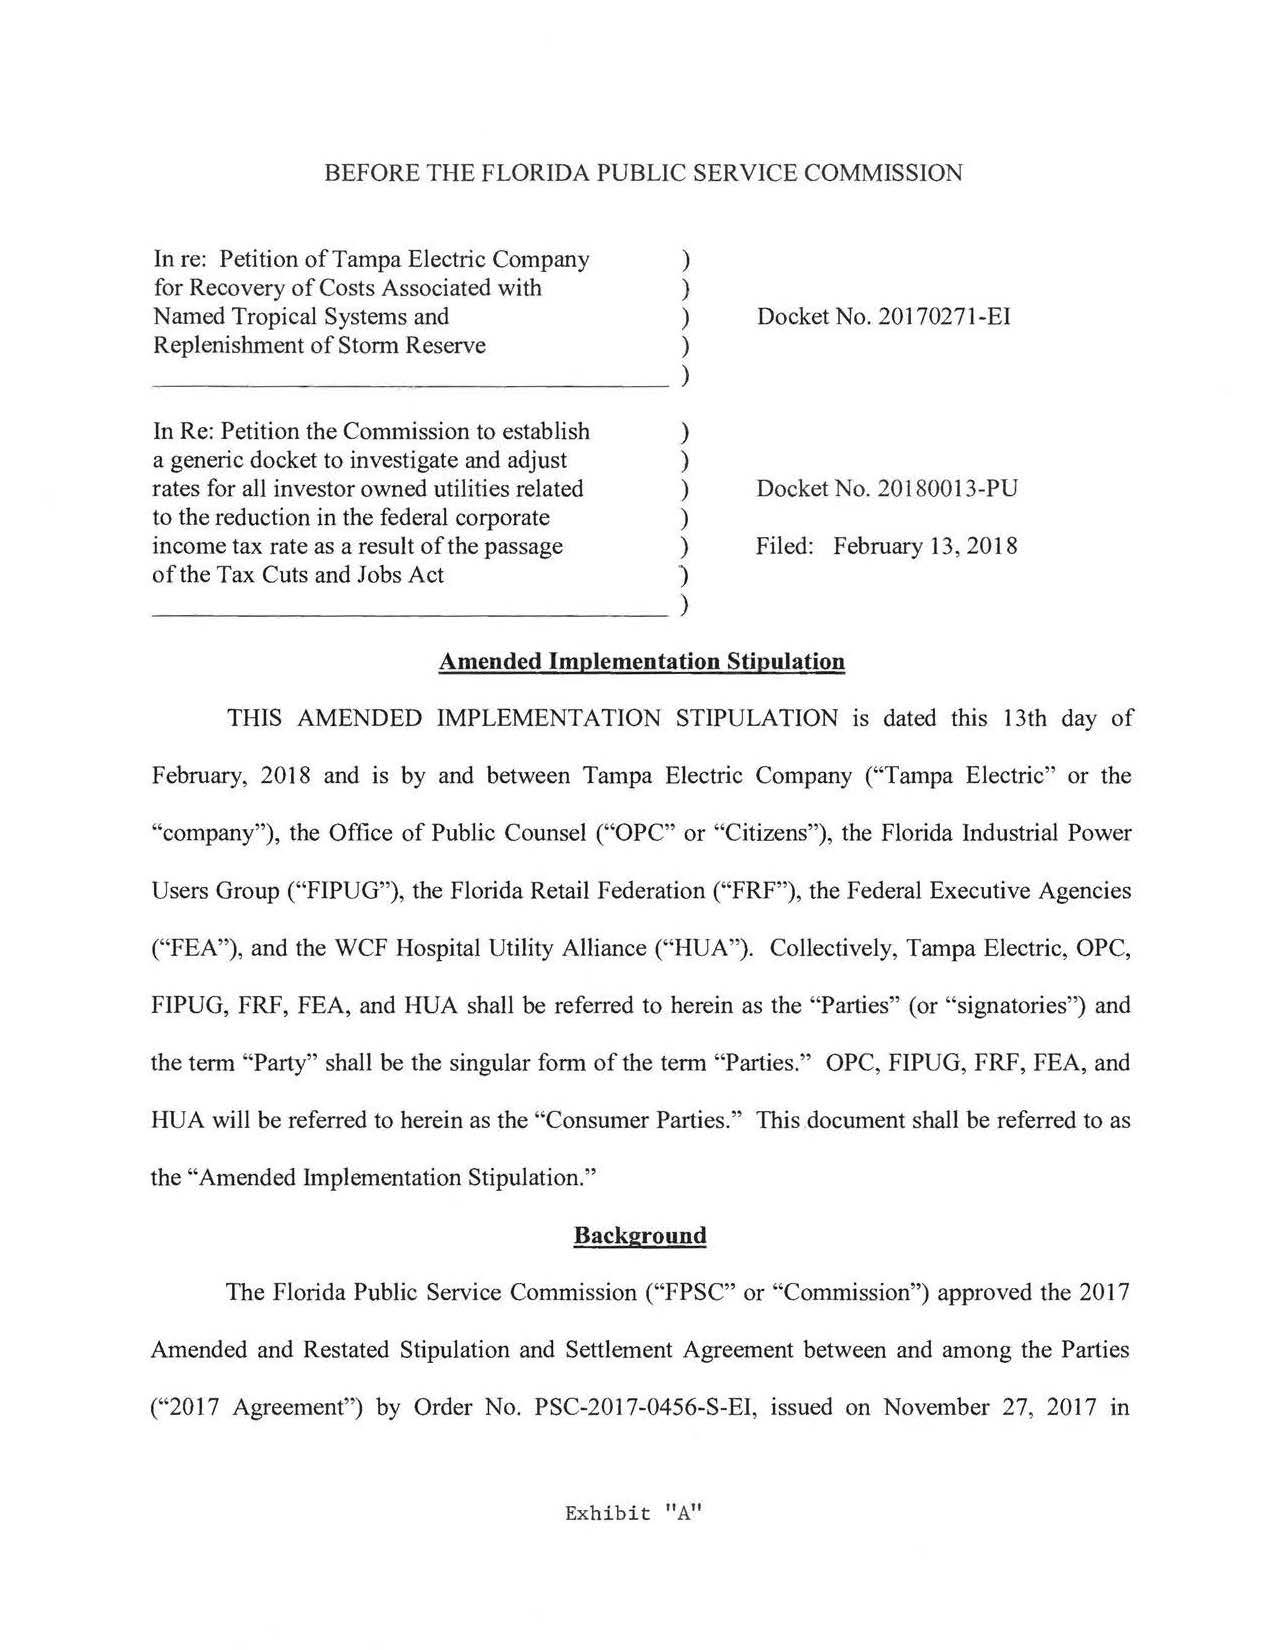 BEFORE THE FLORIDA PUBLIC SERVICE COMMISSION
In re: Petition of Tampa Electric Company )
for Recovery of Costs Associated with )
Named Tropical Systems and ) Docket No. 20170271-EI
Replenishment of Storm Reserve )
)
In Re: Petition the Commission to establish )
a generic docket to investigate and adjust )
rates for all investor owned utilities related ) Docket No. 20180013-PU
to the reduction in the federal corporate )
income tax rate as a result of the passage ) Filed: February 13, 2018
of the Tax Cuts and Jobs Act )
)
Amended Implementation Stipulation
THIS AMENDED IMPLEMENTATION STIPULATION is dated this 13th day of
February, 2018 and is by and between Tampa Electric Company (“Tampa Electric” or the
“company”), the Office of Public Counsel (“OPC” or “Citizens”), the Florida Industrial Power
Users Group (“FIPUG”), the Florida Retail Federation (“FRF”), the Federal Executive Agencies
(“FEA”), and the WCF Hospital Utility Alliance (“HUA”). Collectively, Tampa Electric, OPC,
FIPUG, FRF, FEA, and HUA shall be referred to herein as the “Parties” (or “signatories”) and
the term “Party” shall be the singular form of the term “Parties.” OPC, FIPUG, FRF, FEA, and
HUA will be referred to herein as the “Consumer Parties.” This document shall be referred to as
the “Amended Implementation Stipulation.”
Background
The Florida Public Service Commission (“FPSC” or “Commission”) approved the 2017
Amended and Restated Stipulation and Settlement Agreement between and among the Parties
(“2017 Agreement”) by Order No. PSC-2017-0456-S-EI, issued on November 27, 2017 in
Exhibit "A"